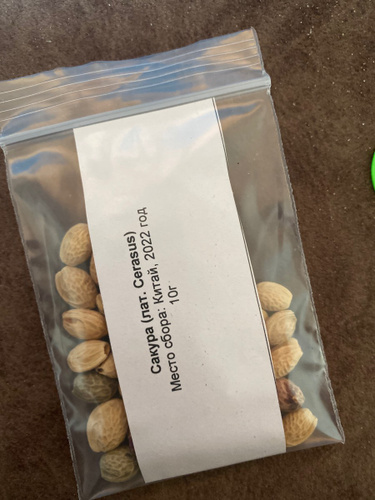 Сакура (лат. Cerasus)
Место сбора: Китай, 2022 год
10г